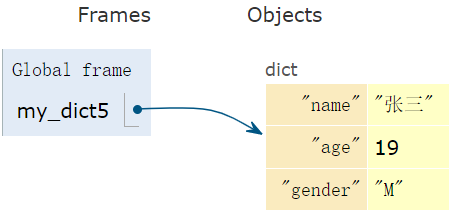 Frames Objects
Global frame
my_dict5
dict
"name" "张三"
"age" 19
"gender" "M"